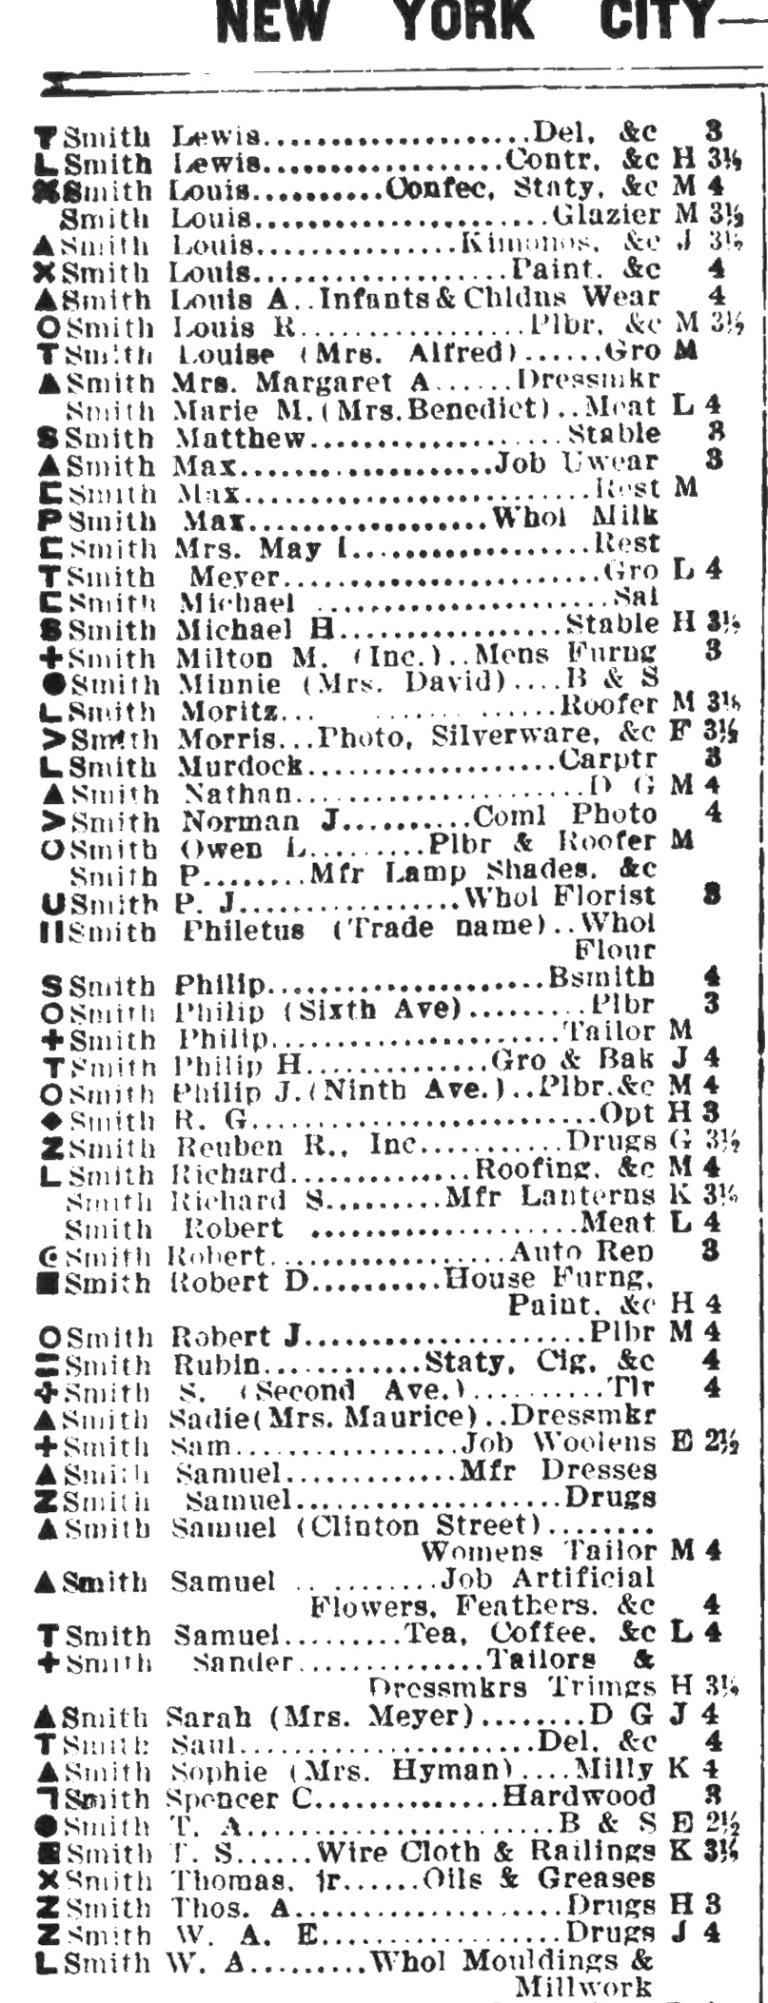 NEW YORK CITY—
Smith Lewis....................Del, &c 3
L Smith Lewis..................Contr, &c H 3½
Smith Louis..........Confec, Staty, &c M 4
Smith Louis......................Glazier M 3½
▲ Smith Louis...............Kimonos, &c J 3½
X Smith Louis...................Paint, &c 4
▲ Smith Louis A..Infants & Chldns Wear 4
O Smith Louis R.................Plbr, &c M 3½
T Smith Louise (Mrs. Alfred)......Gro M
▲ Smith Mrs. Margaret A......Dressmkr
Smith Marie M. (Mrs. Benedict)..Meat L 4
S Smith Matthew...................Stable 3
▲ Smith Max...................Job Uwear 3
⊏ Smith Max.........................Rest M
P Smith Max..................Whol Milk
⊏ Smith Mrs. May I..................Rest
T Smith Meyer........................Gro L 4
⊏ Smith Michael ......................Sal
S Smith Michael H.................Stable H 3½
+ Smith Milton M. (Inc.)..Mens Furng 3
● Smith Minnie (Mrs. David)....B & S
L Smith Moritz... ............Roofer M 3½
> Smith Morris...Photo, Silverware, &c F 3½
L Smith Murdock...................Carptr 3
▲ Smith Nathan......................D G M 4
> Smith Norman J..........Coml Photo 4
O Smith Owen L.........Plbr & Roofer M
Smith P........Mfr Lamp Shades, &c
U Smith P. J.................Whol Florist 3
II Smith Philetus (Trade name)..Whol
Flour
S Smith Philip.....................Bsmith 4
O Smith Philip (Sixth Ave)..........Plbr 3
+ Smith Philip......................Tailor M
T Smith Philip H..............Gro & Bak J 4
O Smith Philip J. (Ninth Ave.)..Plbr, &c M 4
◆ Smith R. G..........................Opt H 3
Z Smith Reuben R., Inc...........Drugs G 3½
L Smith Richard..............Roofing, &c M 4
Smith Richard S.........Mfr Lanterns K 3½
Smith Robert ....................Meat L 4
Smith Robert...................Auto Rep 3
■ Smith Robert D..........House Furng,
Paint, &c H 4
O Smith Robert J.....................Plbr M 4
= Smith Rubin............Staty, Cig, &c 4
✚ Smith S. (Second Ave.)..........Tlr 4
▲ Smith Sadie (Mrs. Maurice)..Dressmkr
+ Smith Sam.................Job Woolens E 2½
▲ Smith Samuel.............Mfr Dresses
Z Smith Samuel....................Drugs
▲ Smith Samuel (Clinton Street)........
Womens Tailor M 4
▲ Smith Samuel ..........Job Artificial
Flowers, Feathers, &c 4
T Smith Samuel.........Tea, Coffee, &c L 4
+ Smith Sander..............Tailors &
Dressmkrs Trimgs H 3½
▲ Smith Sarah (Mrs. Meyer)........D G J 4
T Smith Saul.......................Del, &c 4
▲ Smith Sophie (Mrs. Hyman)....Milly K 4
Smith Spencer C..............Hardwood 3
● Smith T. A........................B & S E 2½
■ Smith T. S......Wire Cloth & Railings K 3½
X Smith Thomas, jr......Oils & Greases
Z Smith Thos. A....................Drugs H 3
Z Smith W. A. E..................Drugs J 4
L Smith W. A.........Whol Mouldings &
Millwork